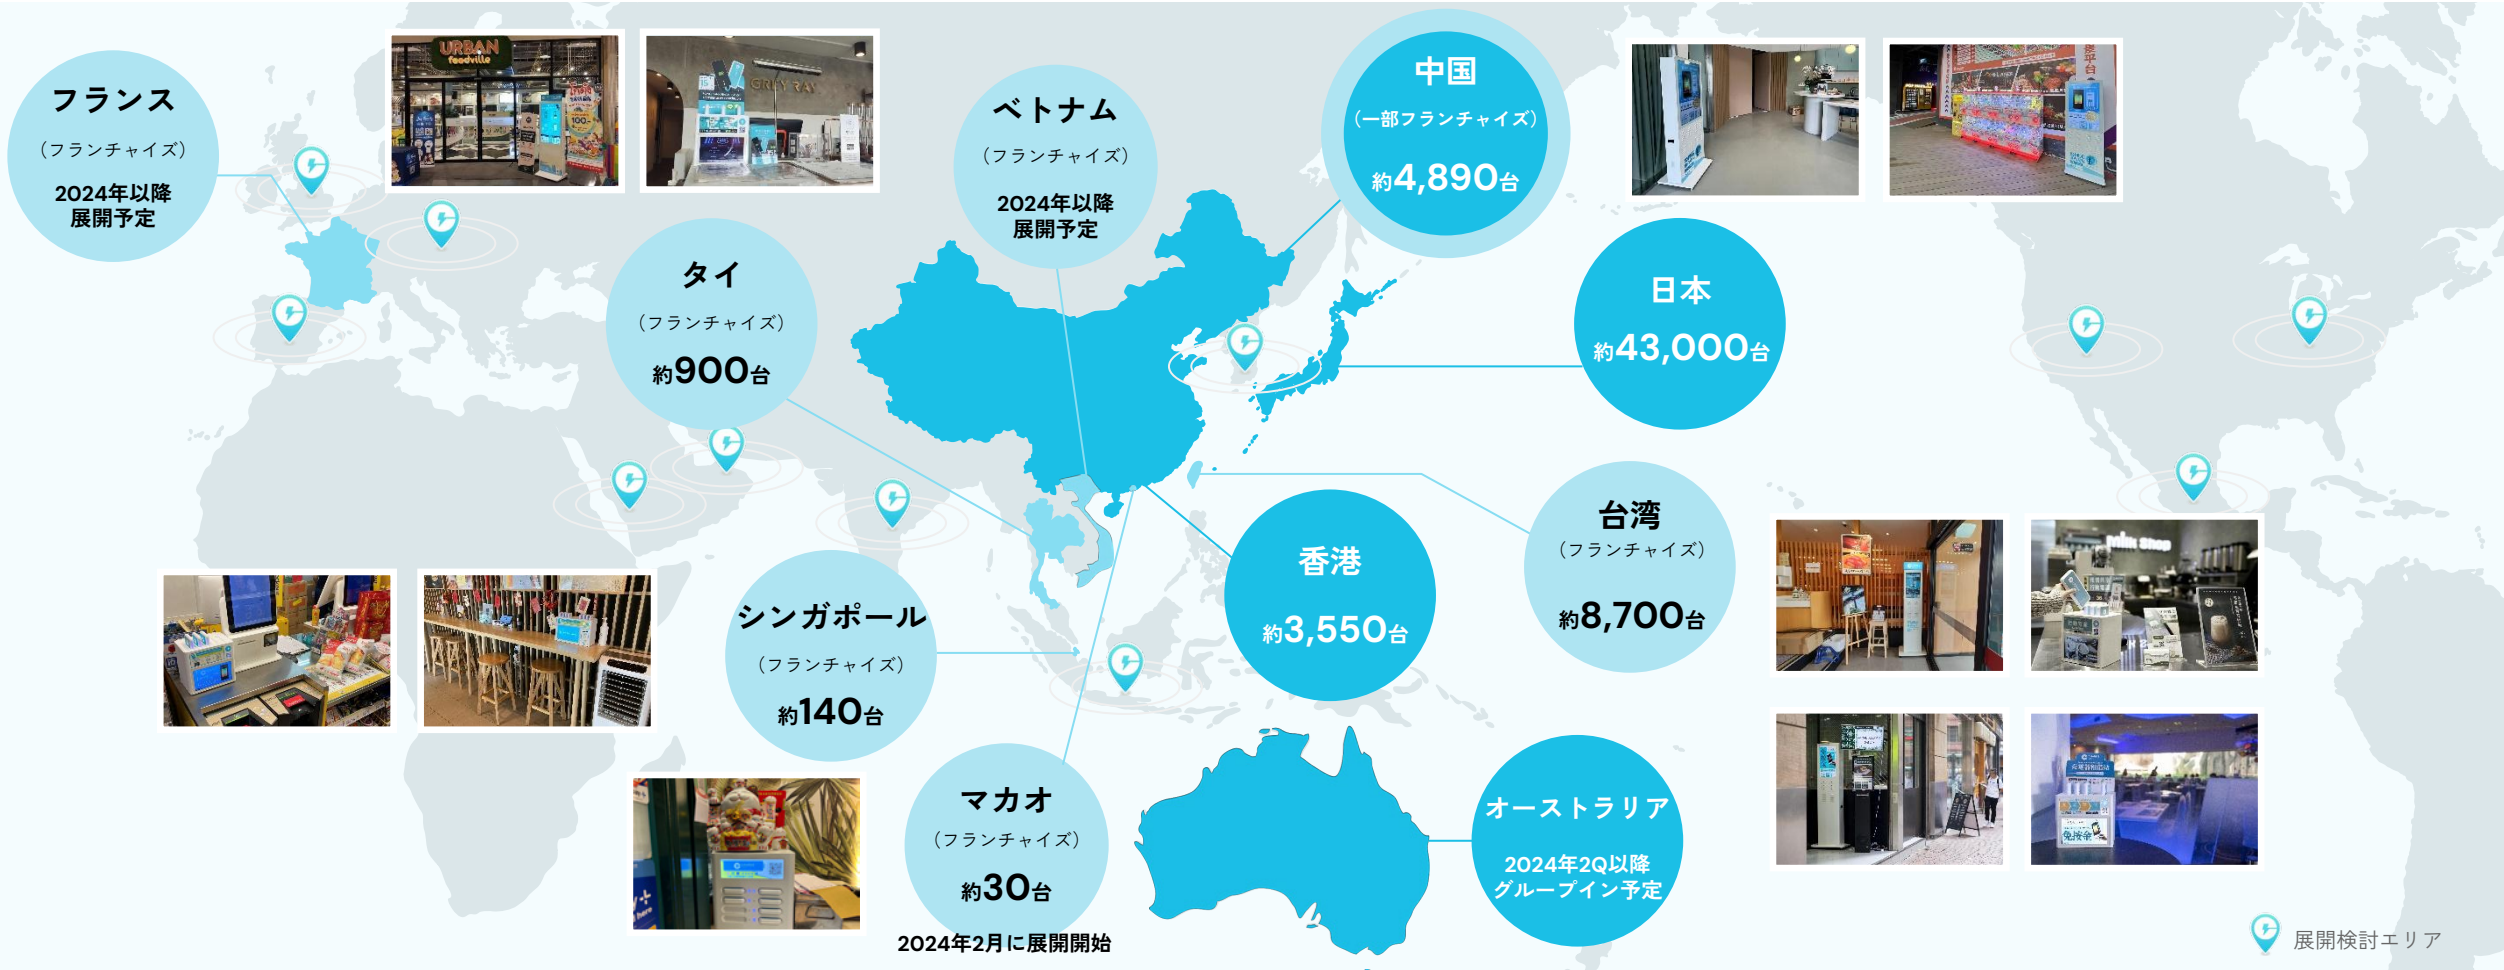 フランス
（フランチャイズ）
2024年以降
展開予定
URBAN
foodville
ベトナム
（フランチャイズ）
2024年以降
展開予定
中国
（一部フランチャイズ）
約4,890台
タイ
（フランチャイズ）
約900台
日本
約43,000台
シンガポール
（フランチャイズ）
約140台
香港
約3,550台
台湾
（フランチャイズ）
約8,700台
マカオ
（フランチャイズ）
約30台
2024年2月に展開開始
オーストラリア
2024年2Q以降
グループイン予定
展開検討エリア